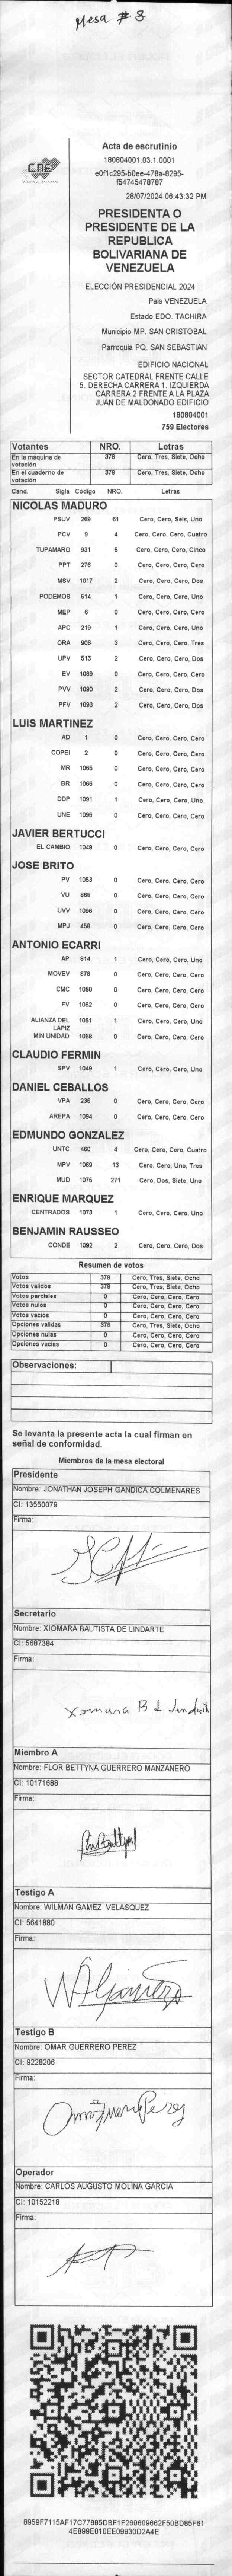 Mesa # 3
CNE
Acta de escrutinio
180804001.03.1.0001
e0f1c295-b0ee-478a-8295-
f54745478787
28/07/2024 06:43:32 PM
PRESIDENTA O
PRESIDENTE DE LA
REPUBLICA
BOLIVARIANA DE
VENEZUELA
ELECCIÓN PRESIDENCIAL 2024
Pais VENEZUELA
Estado EDO. TACHIRA
Municipio MP. SAN CRISTOBAL
Parroquia PQ. SAN SEBASTIAN
EDIFICIO NACIONAL
SECTOR CATEDRAL FRENTE CALLE
5. DERECHA CARRERA 1. IZQUIERDA
CARRERA 2 FRENTE A LA PLAZA
JUAN DE MALDONADO EDIFICIO
180804001
759 Electores
Votantes NRO. Letras
En la máquina de votación 378 Cero, Tres, Siete, Ocho
En el cuaderno de votación 378 Cero, Tres, Siete, Ocho
Cand. Sigla Código NRO. Letras
NICOLAS MADURO
PSUV 269 61 Cero, Cero, Seis, Uno
PCV 9 4 Cero, Cero, Cero, Cuatro
TUPAMARO 931 5 Cero, Cero, Cero, Cinco
PPT 276 0 Cero, Cero, Cero, Cero
MSV 1017 2 Cero, Cero, Cero, Dos
PODEMOS 514 1 Cero, Cero, Cero, Uno
MEP 6 0 Cero, Cero, Cero, Cero
APC 219 1 Cero, Cero, Cero, Uno
ORA 906 3 Cero, Cero, Cero, Tres
UPV 513 2 Cero, Cero, Cero, Dos
EV 1089 0 Cero, Cero, Cero, Cero
PVV 1090 2 Cero, Cero, Cero, Dos
PFV 1093 2 Cero, Cero, Cero, Dos
LUIS MARTINEZ
AD 1 0 Cero, Cero, Cero, Cero
COPEI 2 0 Cero, Cero, Cero, Cero
MR 1065 0 Cero, Cero, Cero, Cero
BR 1066 0 Cero, Cero, Cero, Cero
DDP 1091 1 Cero, Cero, Cero, Uno
UNE 1095 0 Cero, Cero, Cero, Cero
JAVIER BERTUCCI
EL CAMBIO 1048 0 Cero, Cero, Cero, Cero
JOSE BRITO
PV 1053 0 Cero, Cero, Cero, Cero
VU 868 0 Cero, Cero, Cero, Cero
UVV 1096 0 Cero, Cero, Cero, Cero
MPJ 458 0 Cero, Cero, Cero, Cero
ANTONIO ECARRI
AP 914 1 Cero, Cero, Cero, Uno
MOVEV 878 0 Cero, Cero, Cero, Cero
CMC 1050 0 Cero, Cero, Cero, Cero
FV 1062 0 Cero, Cero, Cero, Cero
ALIANZA DEL LAPIZ 1051 1 Cero, Cero, Cero, Uno
MIN UNIDAD 1088 0 Cero, Cero, Cero, Cero
CLAUDIO FERMIN
SPV 1049 1 Cero, Cero, Cero, Uno
DANIEL CEBALLOS
VPA 236 0 Cero, Cero, Cero, Cero
AREPA 1094 0 Cero, Cero, Cero, Cero
EDMUNDO GONZALEZ
UNTC 460 4 Cero, Cero, Cero, Cuatro
MPV 1069 13 Cero, Cero, Uno, Tres
MUD 1075 271 Cero, Dos, Siete, Uno
ENRIQUE MARQUEZ
CENTRADOS 1073 1 Cero, Cero, Cero, Uno
BENJAMIN RAUSSEO
CONDE 1092 2 Cero, Cero, Cero, Dos
Resumen de votos
Votos 378 Cero, Tres, Siete, Ocho
Votos validos 378 Cero, Tres, Siete, Ocho
Votos parciales 0 Cero, Cero, Cero, Cero
Votos nulos 0 Cero, Cero, Cero, Cero
Votos vacios 0 Cero, Cero, Cero, Cero
Opciones validas 378 Cero, Tres, Siete, Ocho
Opciones nulas 0 Cero, Cero, Cero, Cero
Opciones vacias 0 Cero, Cero, Cero, Cero
Observaciones:
Se levanta la presente acta la cual firman en
señal de conformidad.
Miembros de la mesa electoral
Presidente
Nombre: JONATHAN JOSEPH GANDICA COLMENARES
CI: 13550079
Firma:
Secretario
Nombre: XIOMARA BAUTISTA DE LINDARTE
CI: 5687384
Firma:
Xiomara B d Lindarte
Miembro A
Nombre: FLOR BETTYNA GUERRERO MANZANERO
CI: 10171688
Firma:
Testigo A
Nombre: WILMAN GAMEZ VELASQUEZ
CI: 5641880
Firma:
Testigo B
Nombre: OMAR GUERRERO PEREZ
CI: 9228206
Firma:
Operador
Nombre: CARLOS AUGUSTO MOLINA GARCIA
CI: 10152218
Firma:
8959F7115AF17C77885DBF1F260609662F50BD85F61
4E899E010EE09930D2A4E